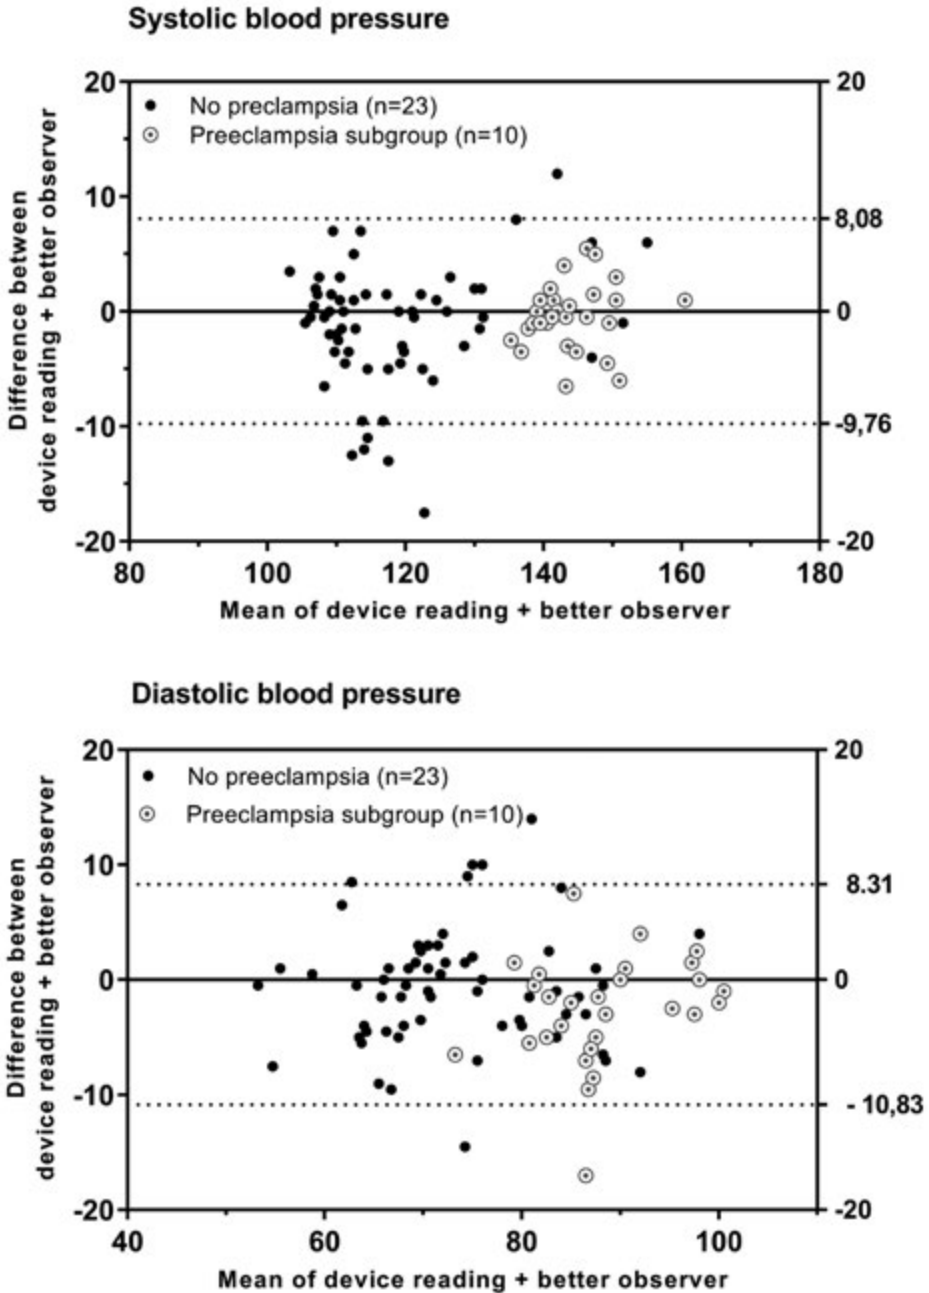 Systolic blood pressure
20
20
No preclampsia (n=23)
Preeclampsia subgroup (n=10)
10
8,08
0
0
-10
-9,76
-20
-20
80
100
120
140
160
180
Difference between
device reading + better observer
Mean of device reading + better observer
Diastolic blood pressure
20
20
No preeclampsia (n=23)
Preeclampsia subgroup (n=10)
10
8.31
0
0
-10
- 10,83
-20
-20
40
60
80
100
Difference between
device reading + better observer
Mean of device reading + better observer